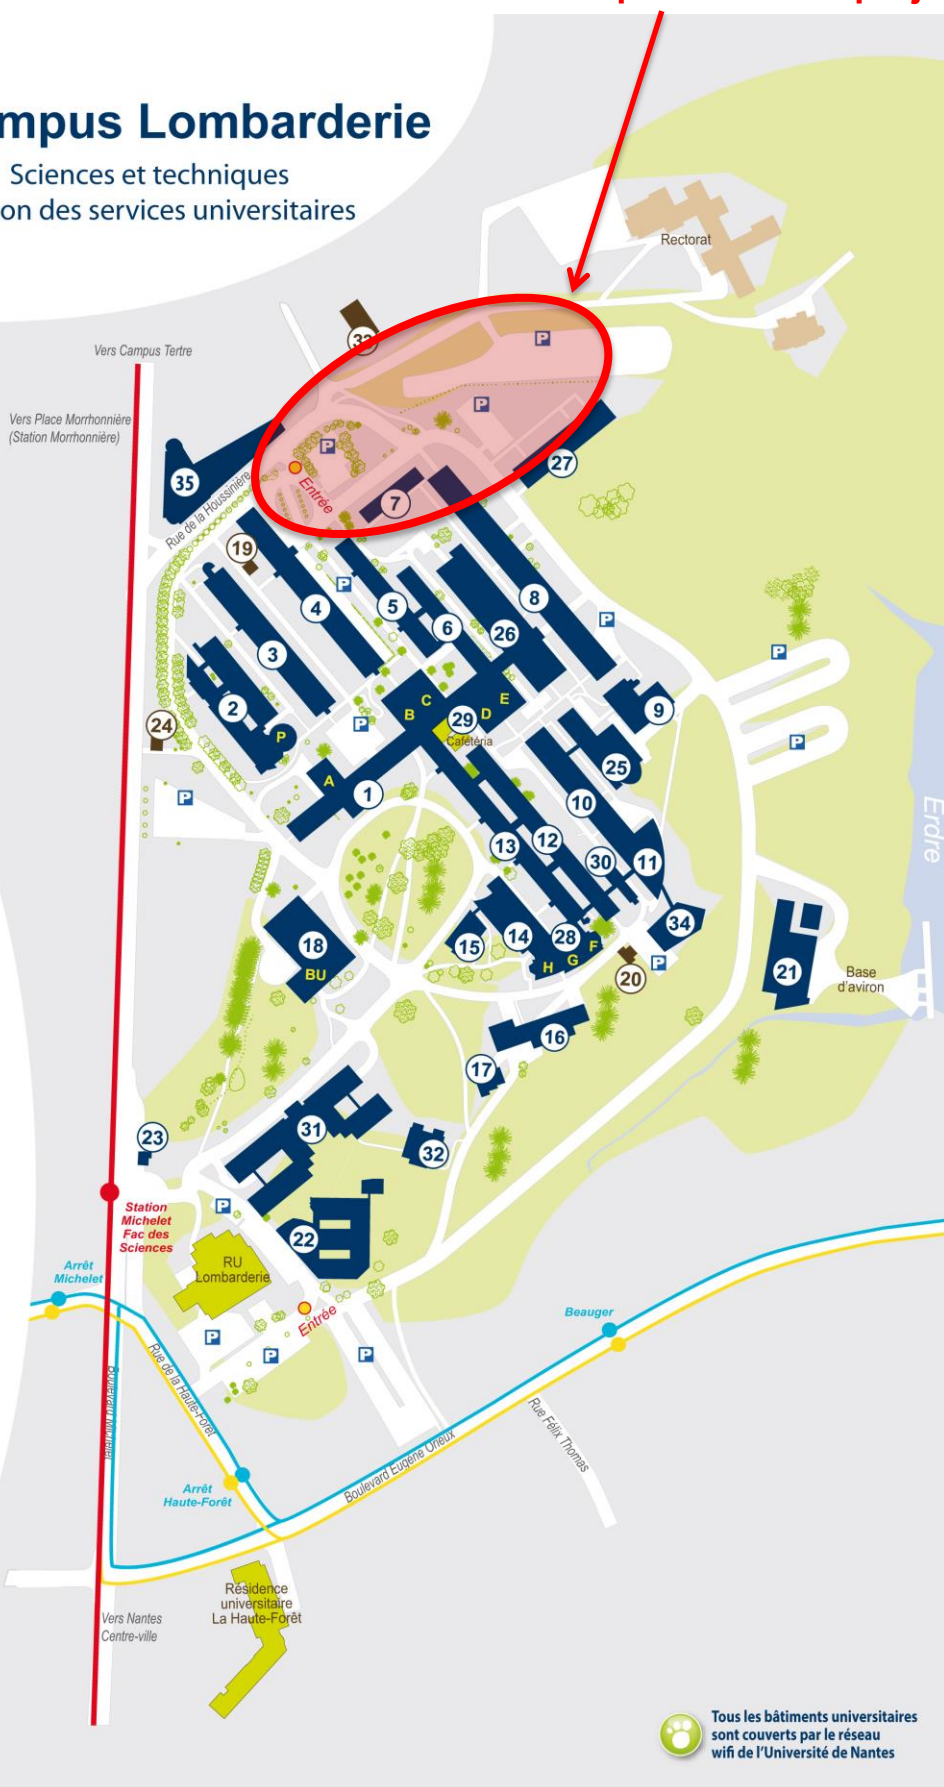 mpus Lombarderie
Sciences et techniques
on des services universitaires
Rectorat
P
33
Vers Campus Tertre
P
Vers Place Morrhonnière
(Station Morrhonnière)
P
27
35
Entrée
7
Rue de la Houssinière
19
P
4
5
6
8
26
P
3
P
2
C
B
E
D
29
Cafétéria
9
24
P
P
P
A
1
25
P
10
Erdre
13
12
30
11
18
BU
15
14
28
F
G
H
34
20
P
21
Base
d'aviron
16
17
31
23
32
Station
Michelet
Fac des
Sciences
P
22
RU
Lombarderie
Arrêt
Michelet
Entrée
Beauger
P
P
P
Rue de la Haute-Forêt
Boulevard Michelet
Rue Félix Thomas
Boulevard Eugène Orieux
Arrêt
Haute-Forêt
Résidence
universitaire
La Haute-Forêt
Vers Nantes
Centre-ville
Tous les bâtiments universitaires
sont couverts par le réseau
wifi de l'Université de Nantes